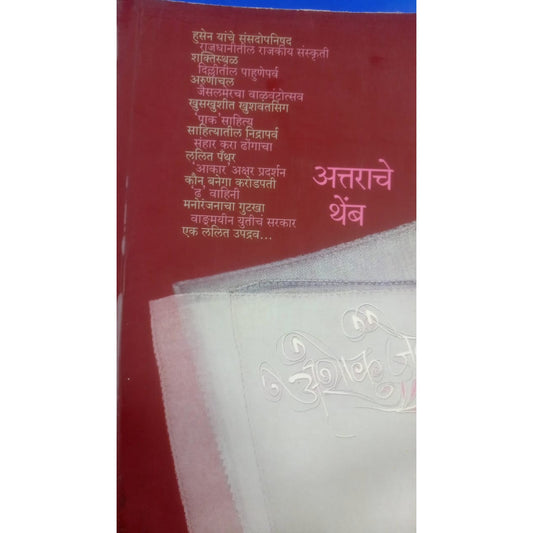 हुसेन यांचे संसदोपनिषद
राजधानीतील राजकीय संस्कृती
शक्तिस्थळ
दिल्लीतील पाहुणेपर्व
अरुणाचल
जेसलमेरचा वाळवंटोत्सव
खुसखुशीत खुशवंतसिंग
'पाक' साहित्य
साहित्यातील निद्रापर्व
संहार करा ढोंगाचा
ललित पँथर
'आकार' अक्षर प्रदर्शन
कौन बनेगा करोडपती
'ढ' वाहिनी
मनोरंजनाचा गुटखा
वाङ्मयीन युतीचं सरकार
एक ललित उपद्रव...
अत्तराचे
थेंब
अशोक जै